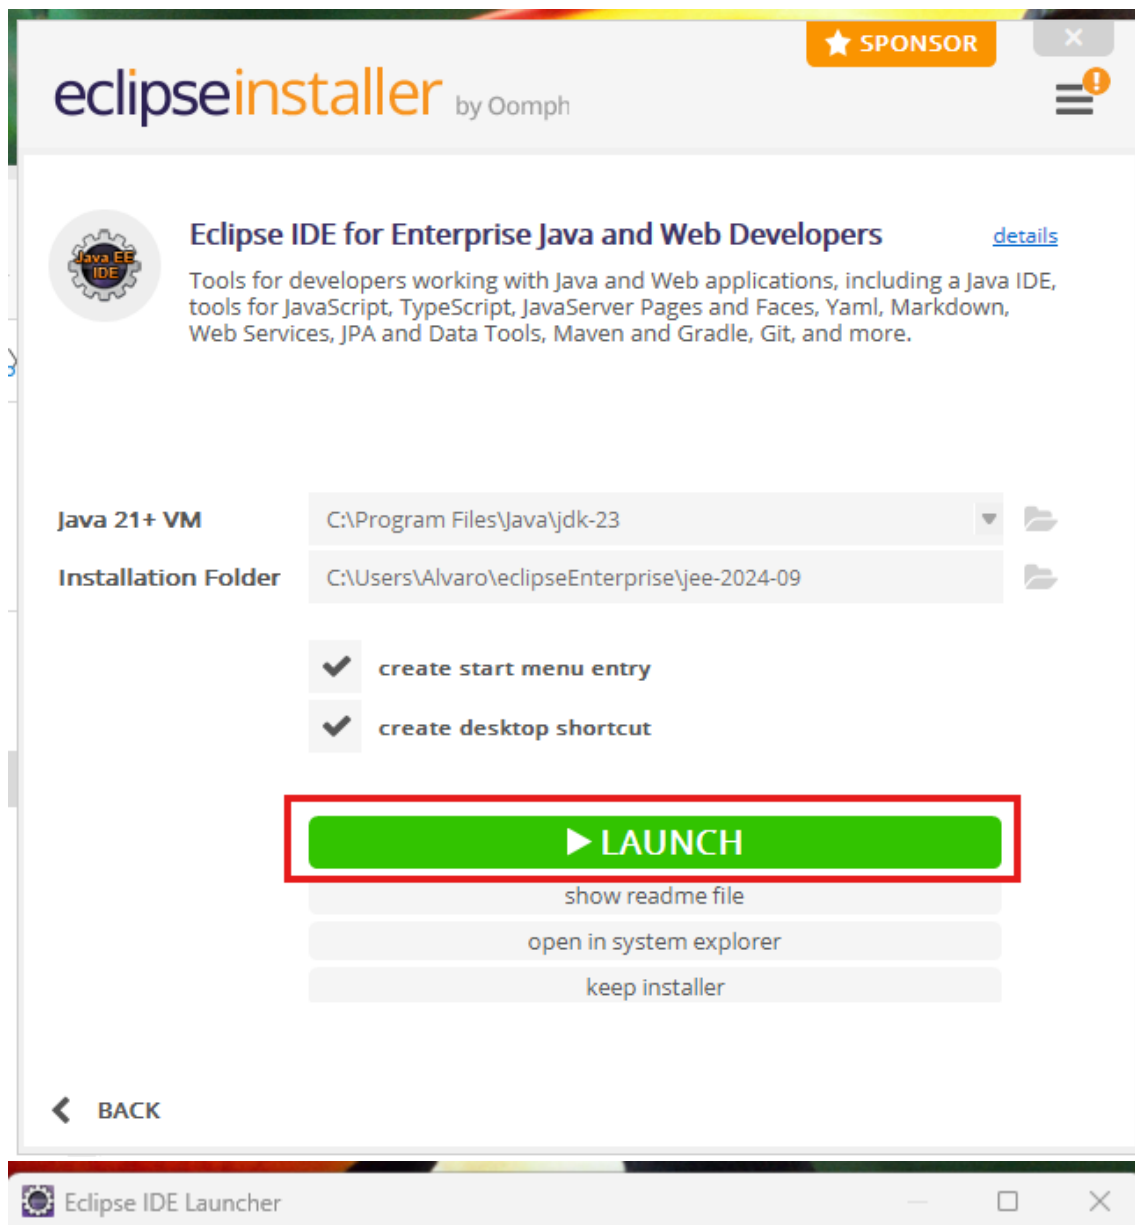 SPONSOR
eclipseinstaller by Oomph
Java EE
IDE
Eclipse IDE for Enterprise Java and Web Developers
details
Tools for developers working with Java and Web applications, including a Java IDE,
tools for JavaScript, TypeScript, JavaServer Pages and Faces, Yaml, Markdown,
Web Services, JPA and Data Tools, Maven and Gradle, Git, and more.
Java 21+ VM
C:\Program Files\Java\jdk-23
Installation Folder
C:\Users\Alvaro\eclipseEnterprise\jee-2024-09
create start menu entry
create desktop shortcut
LAUNCH
show readme file
open in system explorer
keep installer
BACK
Eclipse IDE Launcher